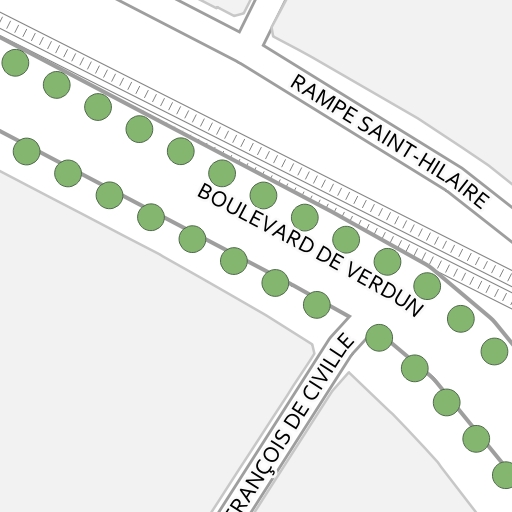 RAMPE SAINT-HILAIRE
BOULEVARD DE VERDUN
FRANÇOIS DE CIVILLE